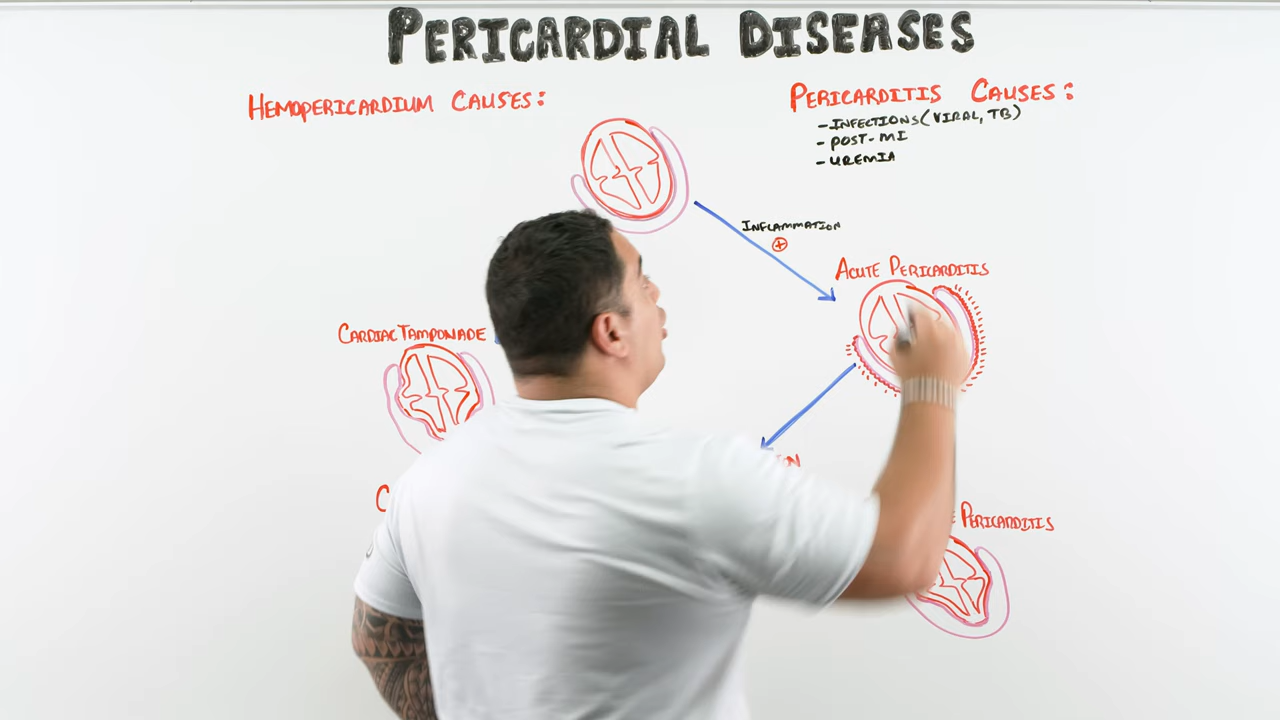 PERICARDIAL DISEASES
HEMOPERICARDIUM CAUSES:
PERICARDITIS CAUSES:
- INFECTIONS (VIRAL, TB)
- POST-MI
- UREMIA
INFLAMMATION
+
ACUTE PERICARDITIS
CARDIAC TAMPONADE
PERICARDITIS